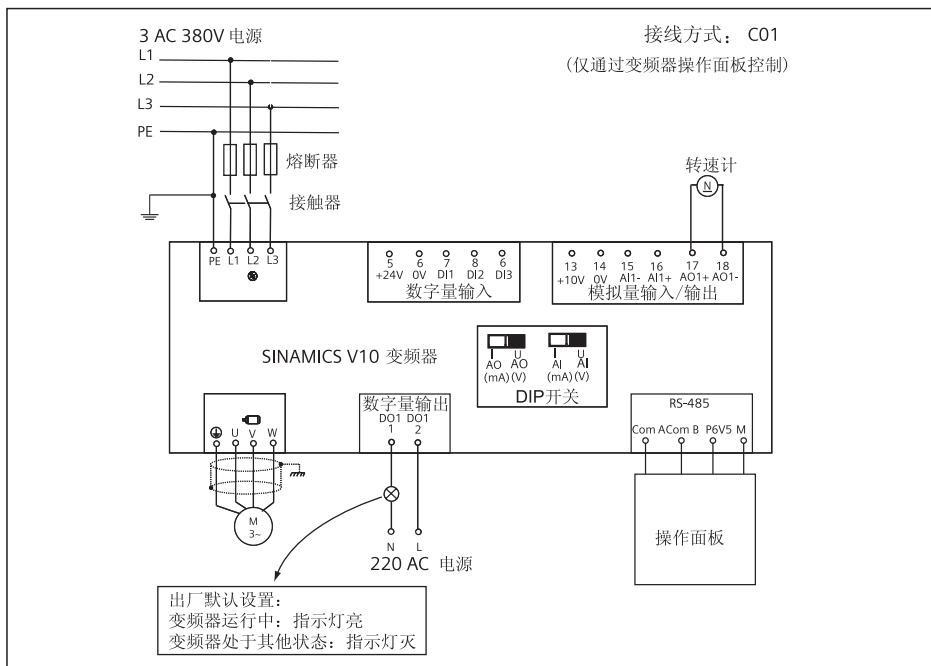 3 AC 380V 电源
接线方式： C01
(仅通过变频器操作面板控制)
L1
L2
L3
PE
熔断器
接触器
转速计
N
PE L1 L2 L3
5 6 7 8 6
+24V 0V DI1 DI2 DI3
数字量输入
13 14 15 16 17 18
+10V 0V AI1- AI1+ AO1+ AO1-
模拟量输入/输出
SINAMICS V10 变频器
AO U AO I AI U AI
(mA) (V) (mA) (V)
DIP开关
U V W
数字量输出
DO1 DO1
1 2
RS-485
Com A Com B P6V5 M
M
3~
N L
220 AC 电源
操作面板
出厂默认设置：
变频器运行中：指示灯亮
变频器处于其他状态：指示灯灭